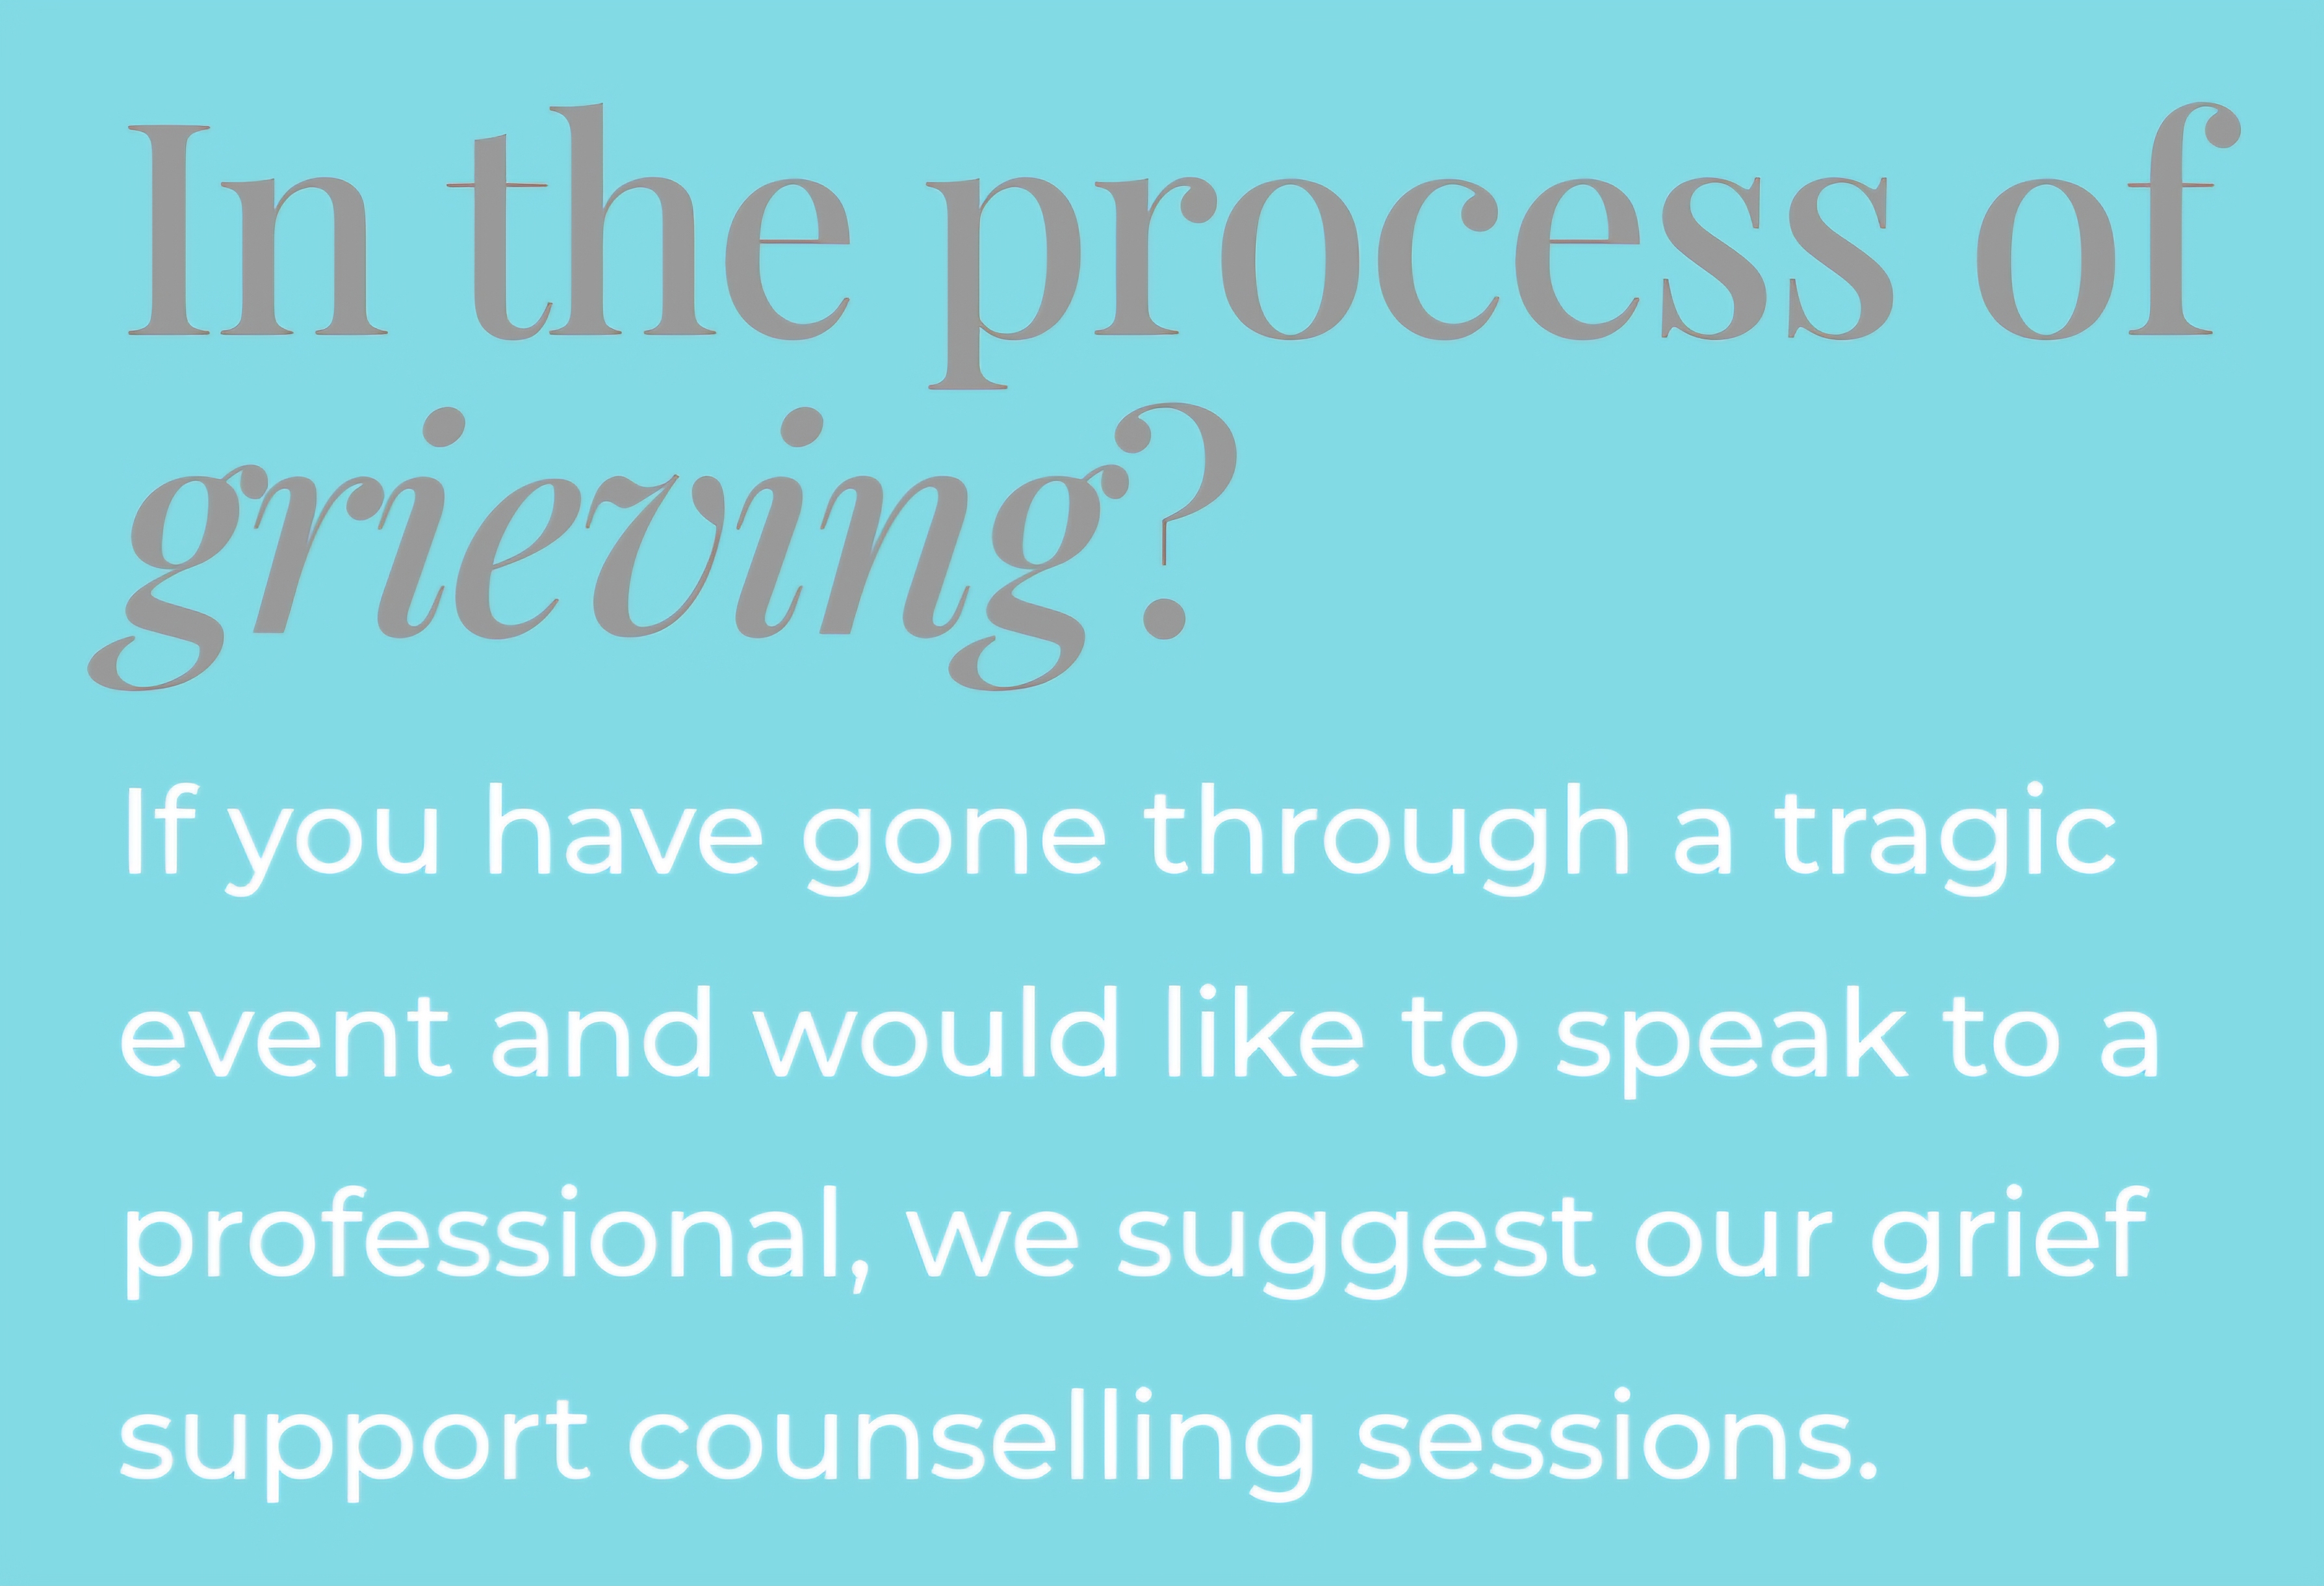 In the process of
grieving?
If you have gone through a tragic
event and would like to speak to a
professional, we suggest our grief
support counselling sessions.